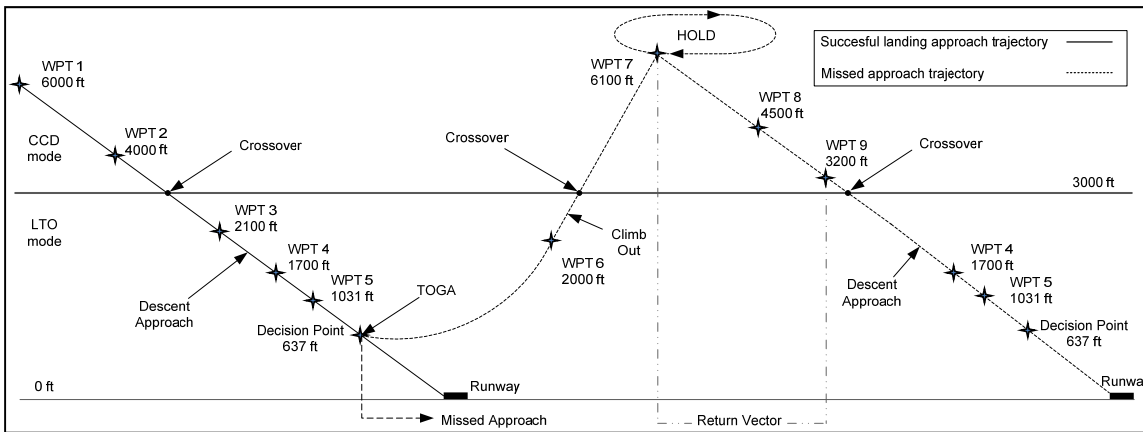 WPT 1
6000 ft
CCD
mode
WPT 2
4000 ft
Crossover
LTO
mode
WPT 3
2100 ft
WPT 4
1700 ft
WPT 5
1031 ft
Descent
Approach
Decision Point
637 ft
TOGA
0 ft
Runway
Missed Approach
Crossover
Climb
Out
WPT 6
2000 ft
WPT 7
6100 ft
HOLD
Succesful landing approach trajectory
Missed approach trajectory
WPT 8
4500 ft
WPT 9
3200 ft
Crossover
3000 ft
Descent
Approach
WPT 4
1700 ft
WPT 5
1031 ft
Decision Point
637 ft
Runwa
Return Vector